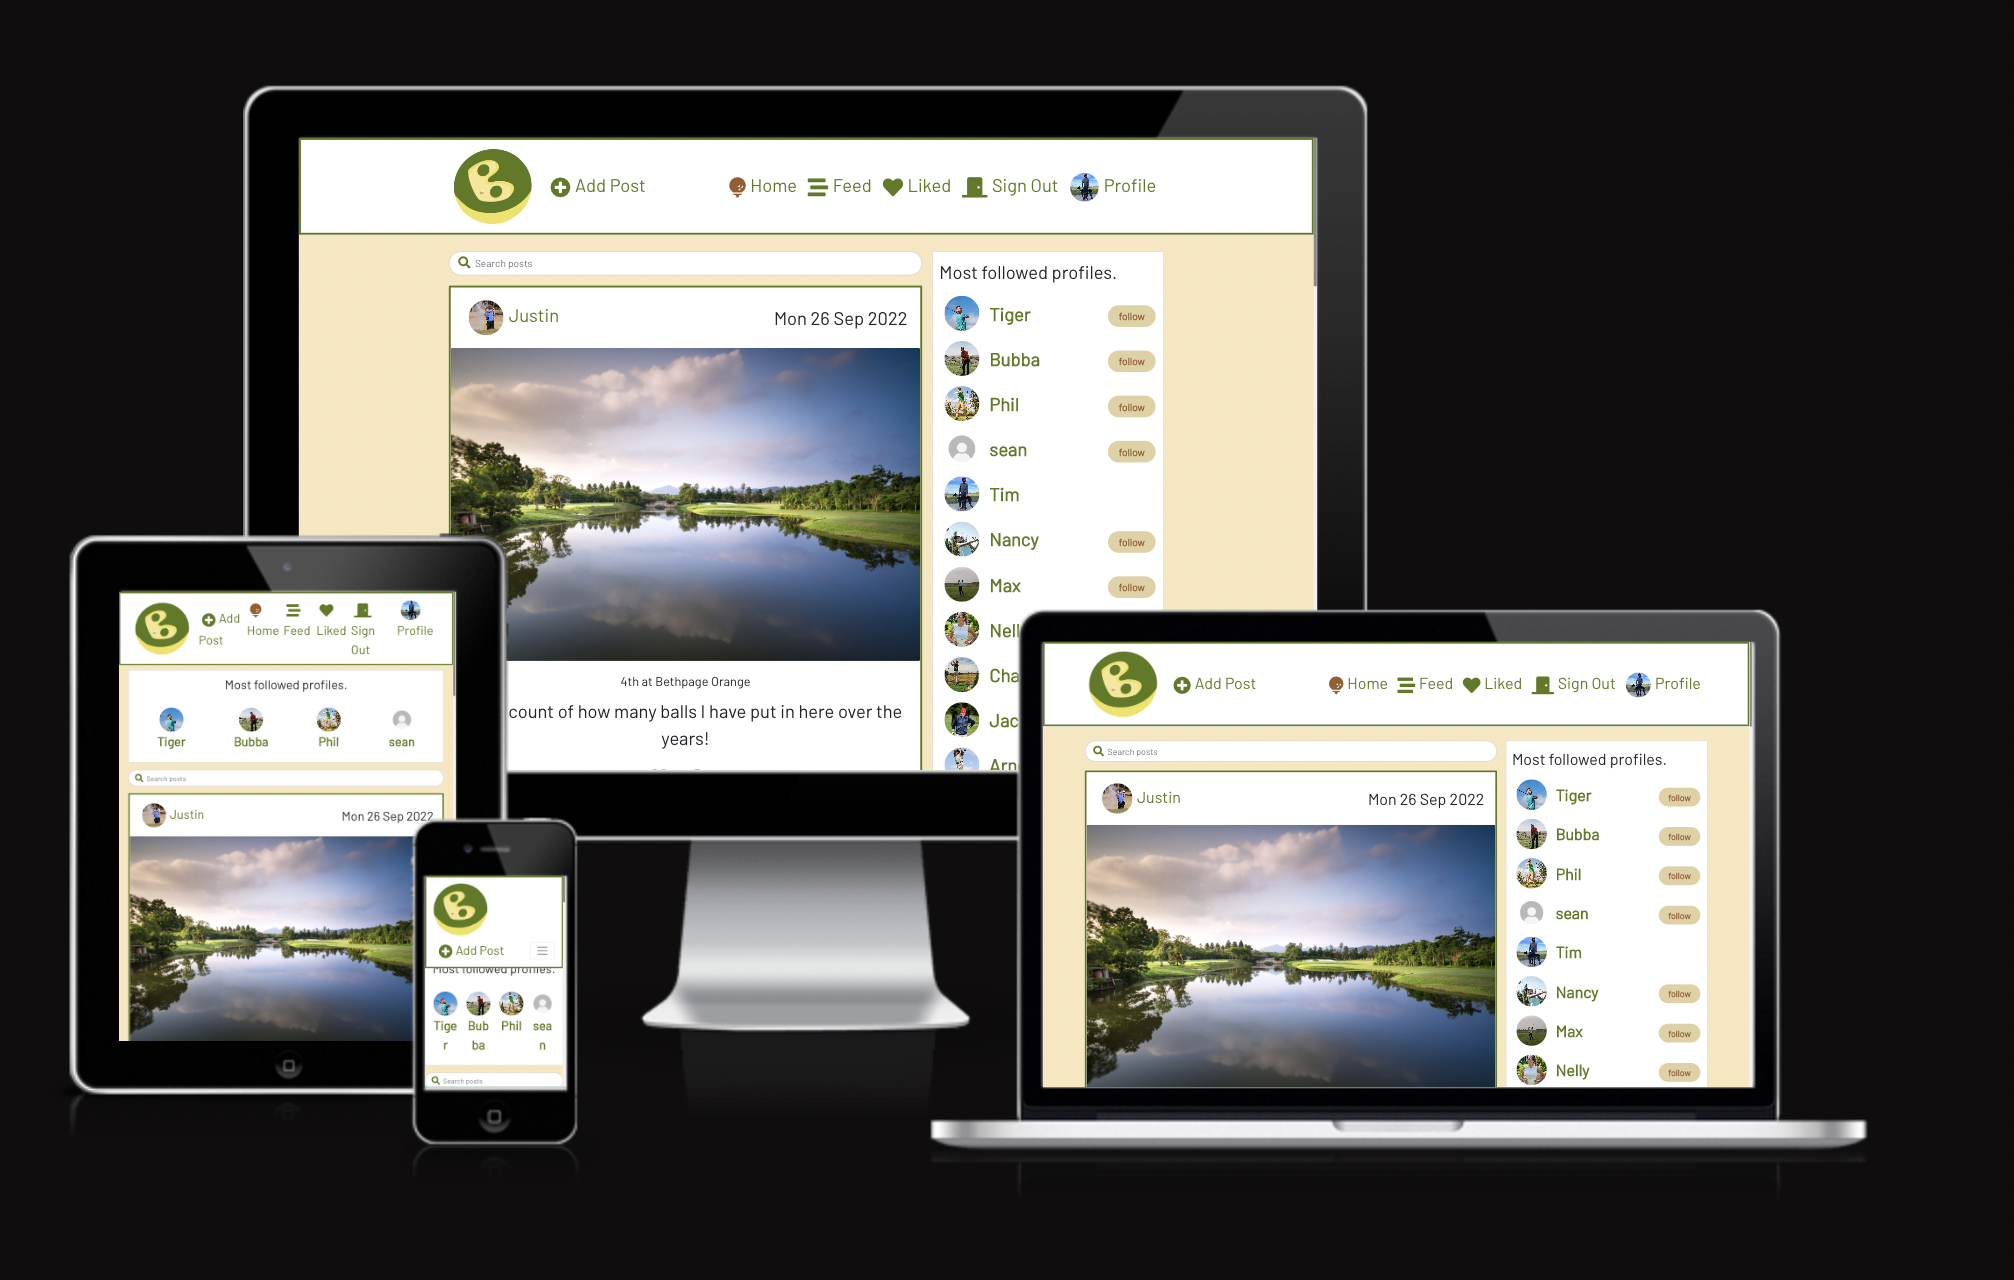 Add Post
Home Feed Liked Sign Out Profile
Search posts
Justin
Mon 26 Sep 2022
4th at Bethpage Orange
count of how many balls I have put in here over the
years!
Most followed profiles.
Tiger follow
Bubba follow
Phil follow
sean follow
Tim
Nancy follow
Max follow
Nell
Cha
Jac
Arn
Add
Post
Home Feed Liked Sign
Out
Profile
Most followed profiles.
Tiger Bubba Phil sean
Search posts
Justin
Mon 26 Sep 2022
Add Post
Most followed profiles.
Tige
r
Bub
ba
Phil
sea
n
Search posts
Add Post
Home Feed Liked Sign Out Profile
Search posts
Justin
Mon 26 Sep 2022
Most followed profiles.
Tiger follow
Bubba follow
Phil follow
sean follow
Tim
Nancy follow
Max follow
Nelly follow